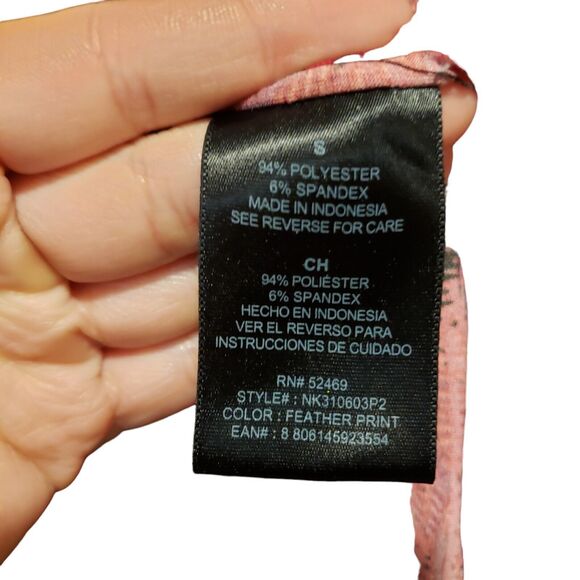 S
94% POLYESTER
6% SPANDEX
MADE IN INDONESIA
SEE REVERSE FOR CARE
CH
94% POLIÉSTER
6% SPANDEX
HECHO EN INDONESIA
VER EL REVERSO PARA
INSTRUCCIONES DE CUIDADO
RN# 52469
STYLE# : NK310603P2
COLOR : FEATHER PRINT
EAN# : 8 806145923554